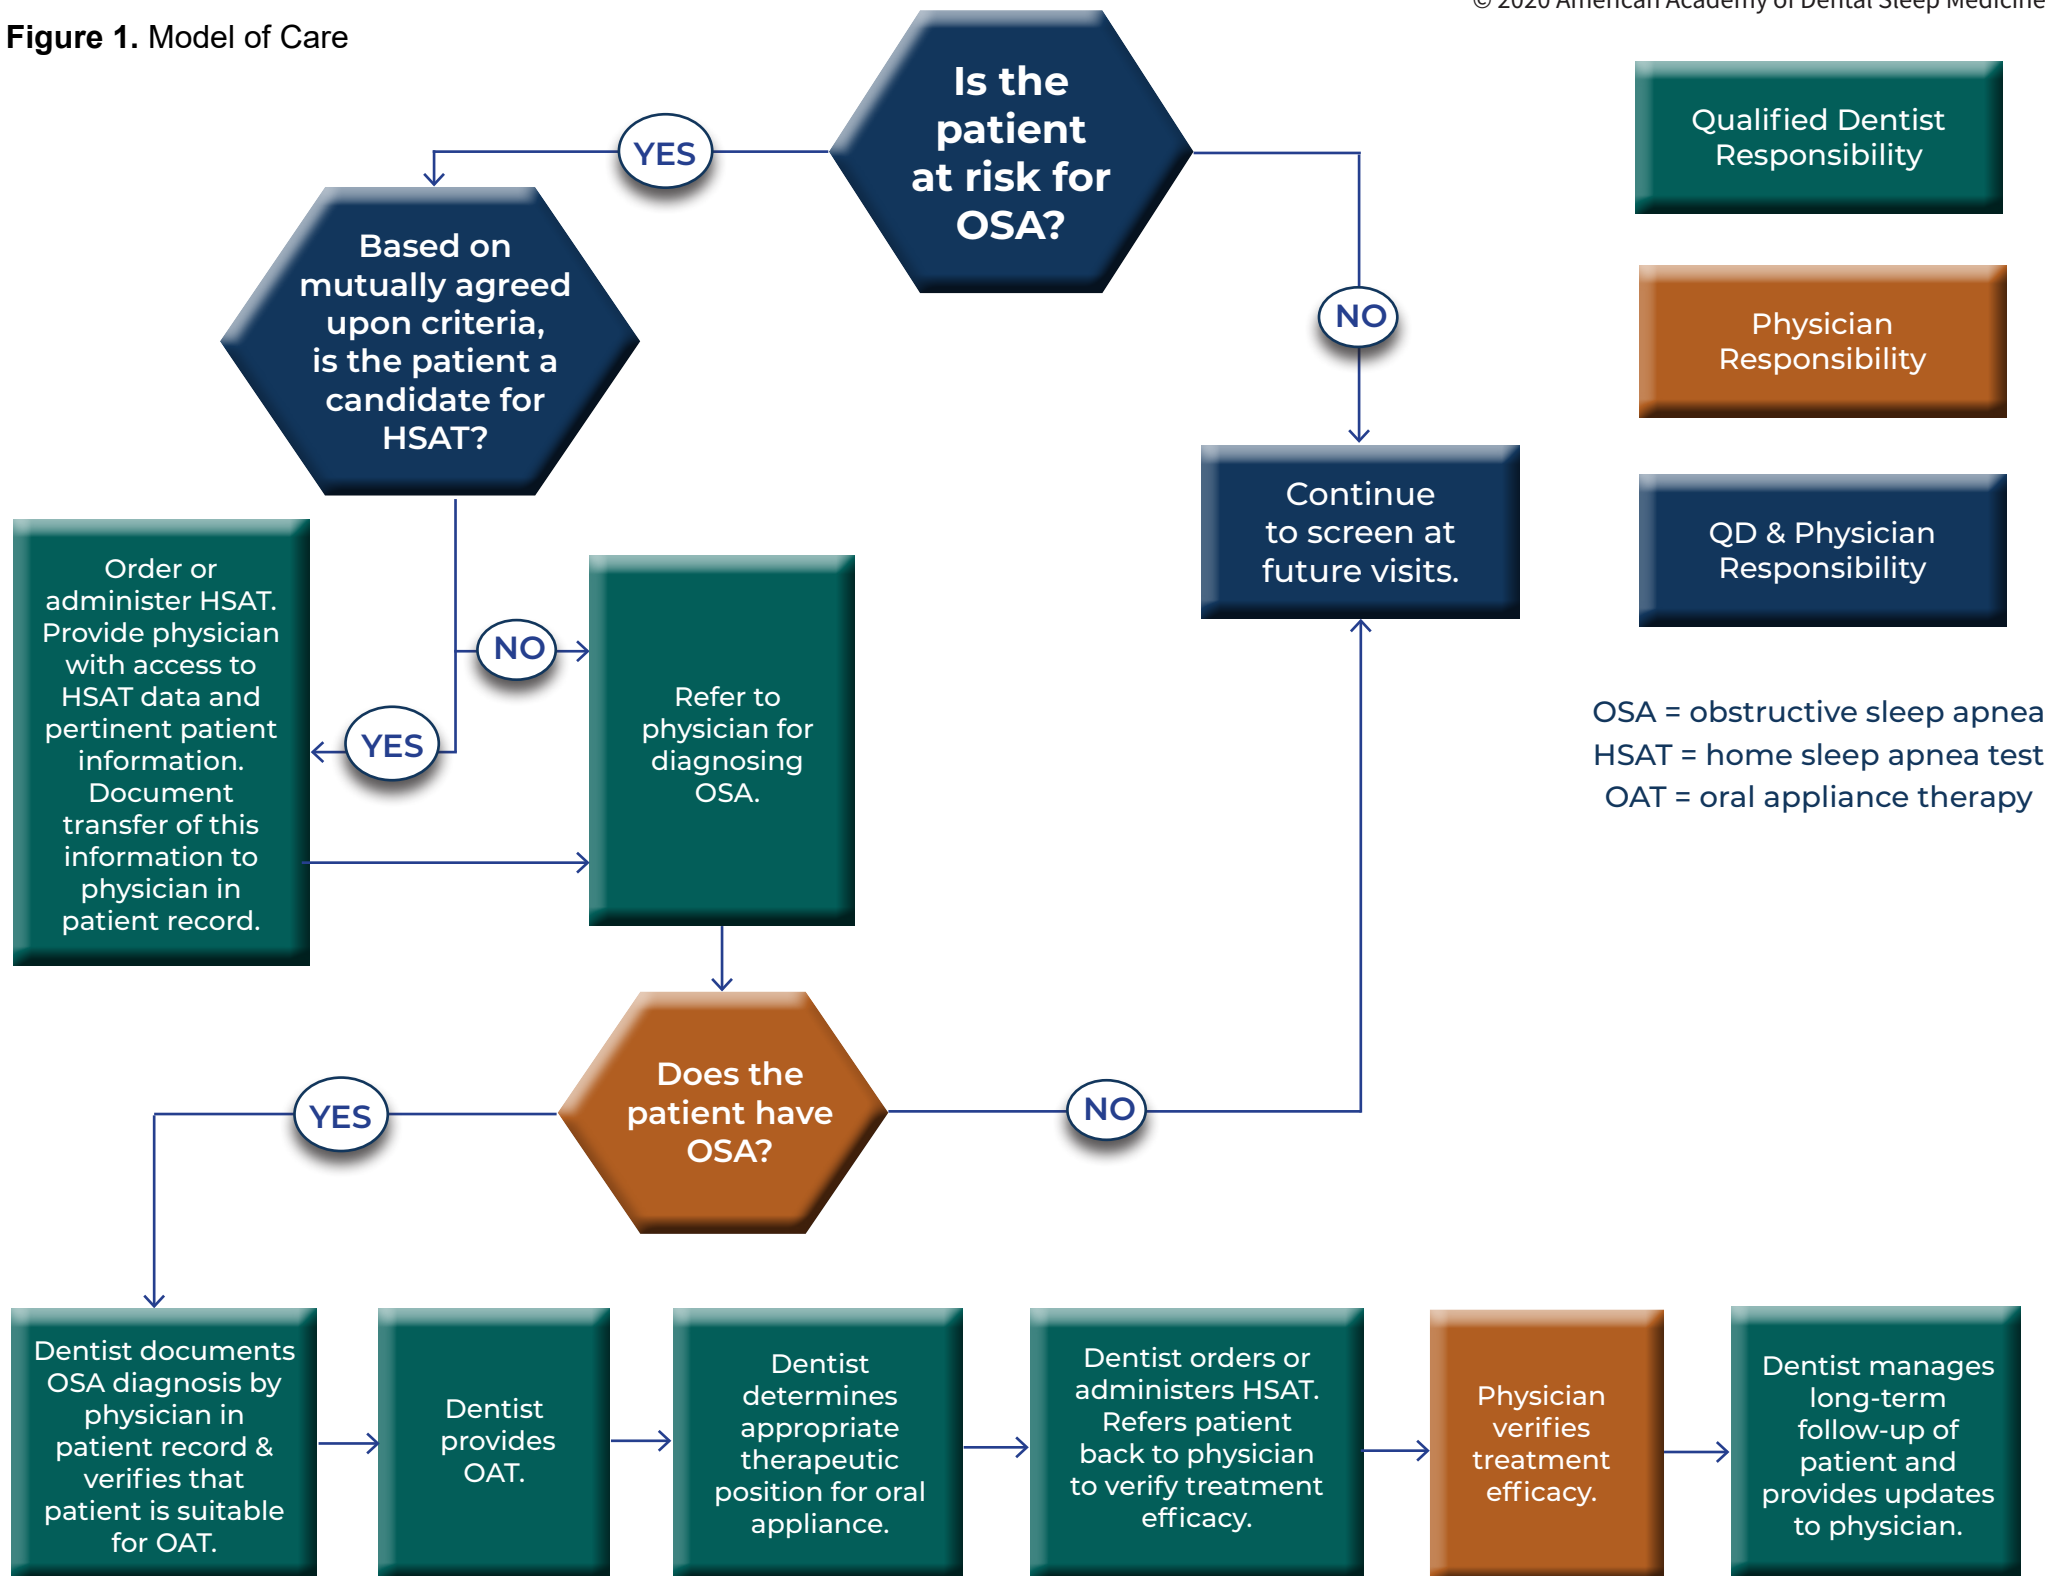 © 2020 American Academy of Dental Sleep Medicine
Figure 1. Model of Care
Is the
patient
at risk for
OSA?
YES
NO
Based on
mutually agreed
upon criteria,
is the patient a
candidate for
HSAT?
Qualified Dentist
Responsibility
Physician
Responsibility
QD & Physician
Responsibility
OSA = obstructive sleep apnea
HSAT = home sleep apnea test
OAT = oral appliance therapy
Continue
to screen at
future visits.
NO
YES
Order or
administer HSAT.
Provide physician
with access to
HSAT data and
pertinent patient
information.
Document
transfer of this
information to
physician in
patient record.
Refer to
physician for
diagnosing
OSA.
Does the
patient have
OSA?
YES
NO
Dentist documents
OSA diagnosis by
physician in
patient record &
verifies that
patient is suitable
for OAT.
Dentist
provides
OAT.
Dentist
determines
appropriate
therapeutic
position for oral
appliance.
Dentist orders or
administers HSAT.
Refers patient
back to physician
to verify treatment
efficacy.
Physician
verifies
treatment
efficacy.
Dentist manages
long-term
follow-up of
patient and
provides updates
to physician.